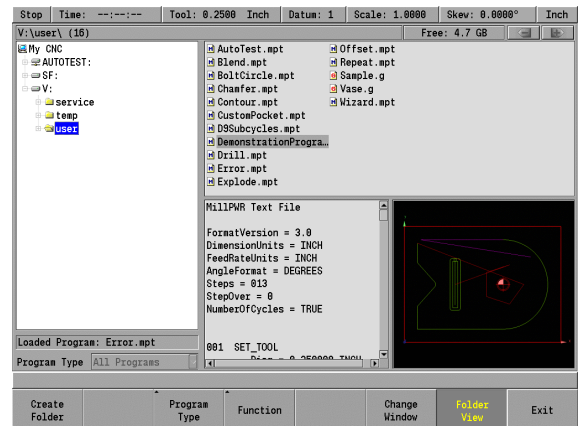 Stop Time: --:--:-- Tool: 0.2500 Inch Datum: 1 Scale: 1.0000 Skew: 0.0000° Inch
V:\user\ (16) Free: 4.7 GB
My CNC
AUTOTEST:
SF:
V:
service
temp
user
AutoTest.mpt
Blend.mpt
BoltCircle.mpt
Chamfer.mpt
Contour.mpt
CustomPocket.mpt
D9Subcycles.mpt
DemonstrationProgra…
Drill.mpt
Error.mpt
Explode.mpt
Offset.mpt
Repeat.mpt
Sample.g
Vase.g
Wizard.mpt
MillPWR Text File
FormatVersion = 3.0
DimensionUnits = INCH
FeedRateUnits = INCH
AngleFormat = DEGREES
Steps = 013
StepOver = 0
NumberOfCycles = TRUE
001 SET_TOOL
Diam = 0.250000 INCH
Loaded Program: Error.mpt
Program Type All Programs
Create Folder
Program Type
Function
Change Window
Folder View
Exit